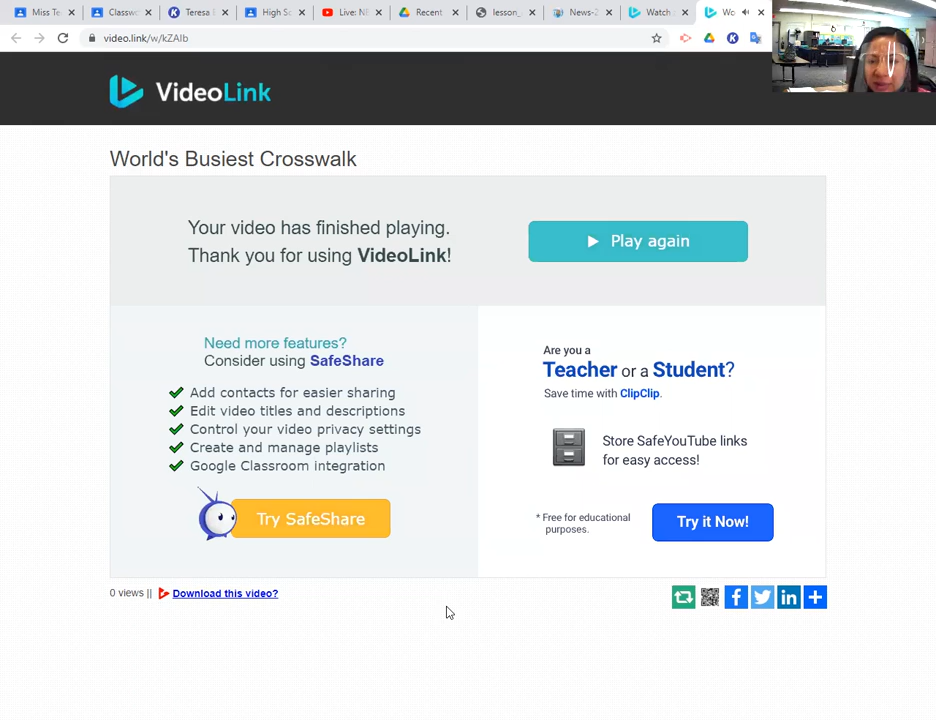 Miss Te
Classwo
Teresa
High Sc
Live: N
Recent
lesson_
News-2
Watch
Wo
video.link/w/kZAIb
VideoLink
World's Busiest Crosswalk
Your video has finished playing.
Thank you for using VideoLink!
Play again
Need more features?
Consider using SafeShare
Add contacts for easier sharing
Edit video titles and descriptions
Control your video privacy settings
Create and manage playlists
Google Classroom integration
Try SafeShare
Are you a
Teacher or a Student?
Save time with ClipClip.
Store SafeYouTube links
for easy access!
* Free for educational
purposes.
Try it Now!
0 views || Download this video?